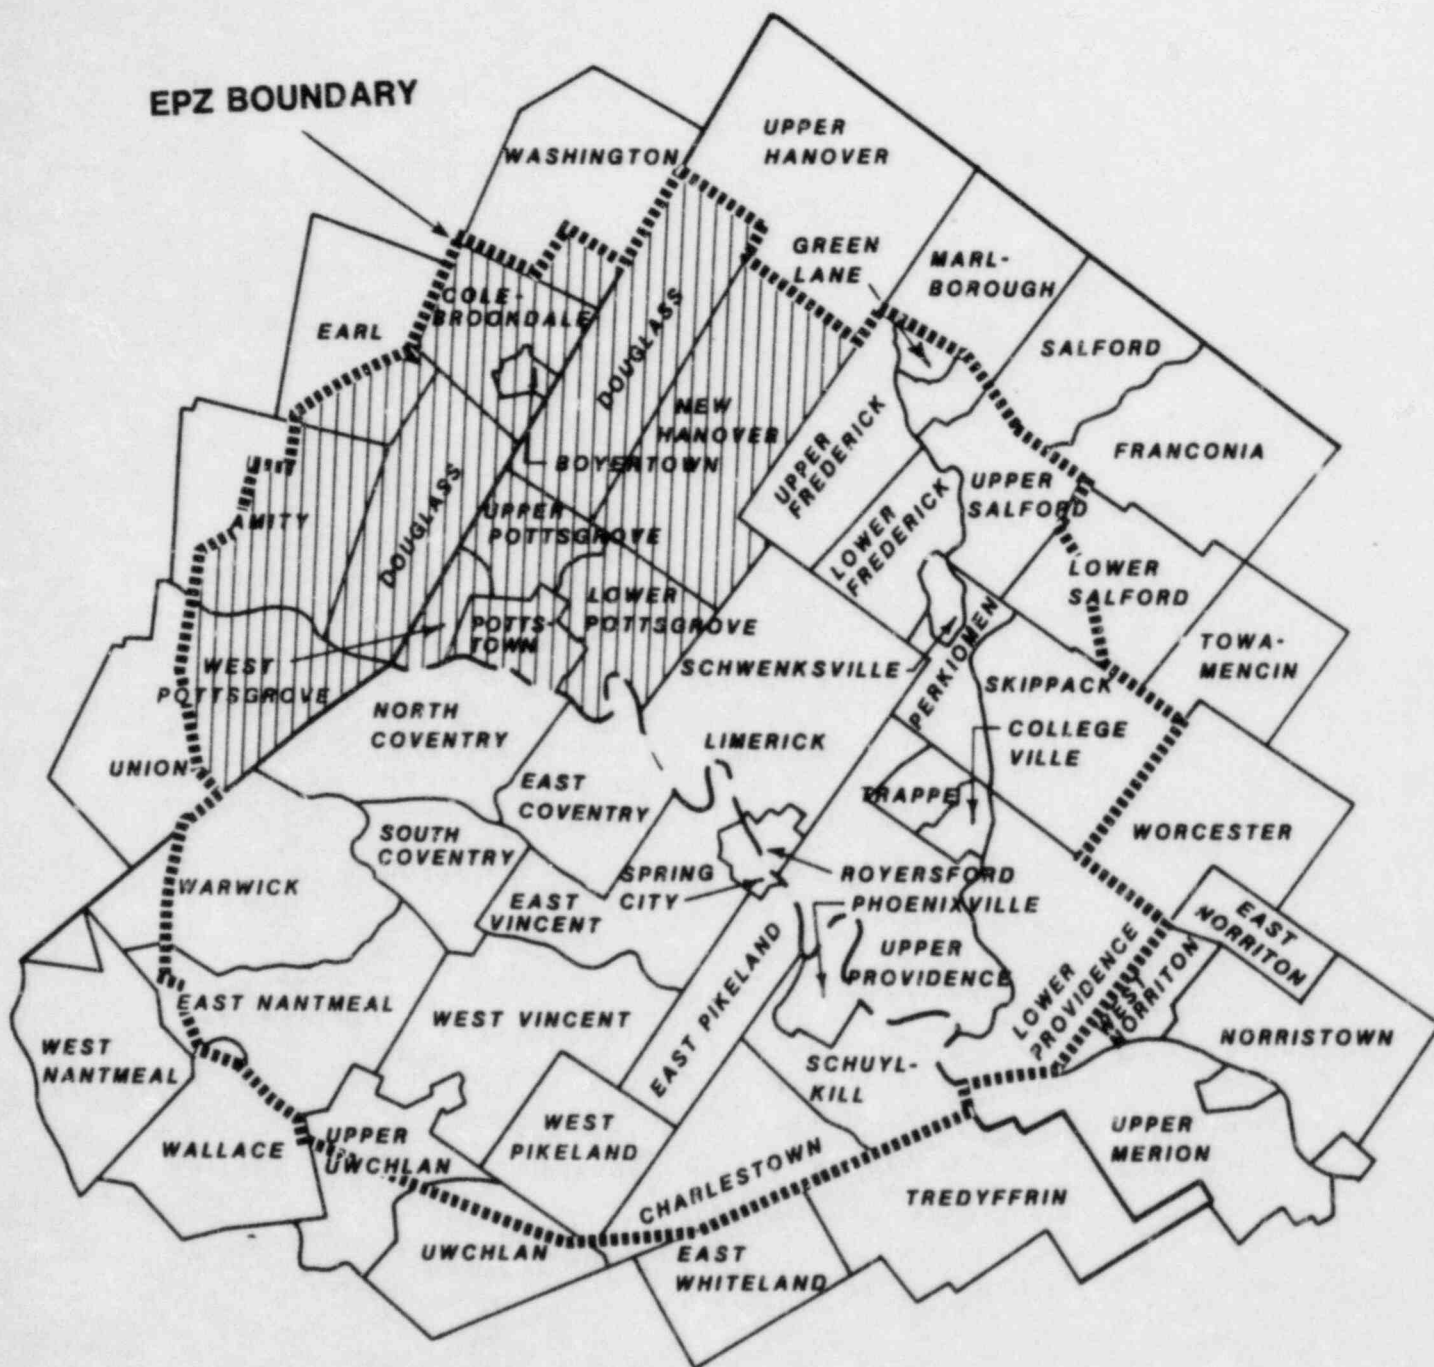 EPZ BOUNDARY
UPPER
HANOVER
WASHINGTON
GREEN
LANE
MARL-
BOROUGH
COLE-
BROOKDALE
EARL
SALFORD
DOUGLASS
NEW
HANOVER
BOYERTOWN
UPPER
FREDERICK
FRANCONIA
UPPER
SALFORD
AMITY
DOUGLASS
UPPER
POTTSGROVE
LOWER
FREDERICK
LOWER
SALFORD
LOWER
POTTSGROVE
POTTS-
TOWN
WEST
POTTSGROVE
SCHWENKSVILLE
PERKIOMEN
SKIPPACK
TOWA-
MENCIN
NORTH
COVENTRY
LIMERICK
COLLEGE
VILLE
UNION
EAST
COVENTRY
TRAPPE
SOUTH
COVENTRY
WORCESTER
WARWICK
SPRING
CITY
ROYERSFORD
PHOENIXVILLE
EAST
VINCENT
EAST
NORRITON
UPPER
PROVIDENCE
LOWER
PROVIDENCE
WEST
NORRITON
EAST NANTMEAL
WEST VINCENT
EAST PIKELAND
WEST
NANTMEAL
SCHUYL-
KILL
NORRISTOWN
WALLACE
UPPER
UWCHLAN
WEST
PIKELAND
UPPER
MERION
CHARLESTOWN
TREDYFFRIN
UWCHLAN
EAST
WHITELAND